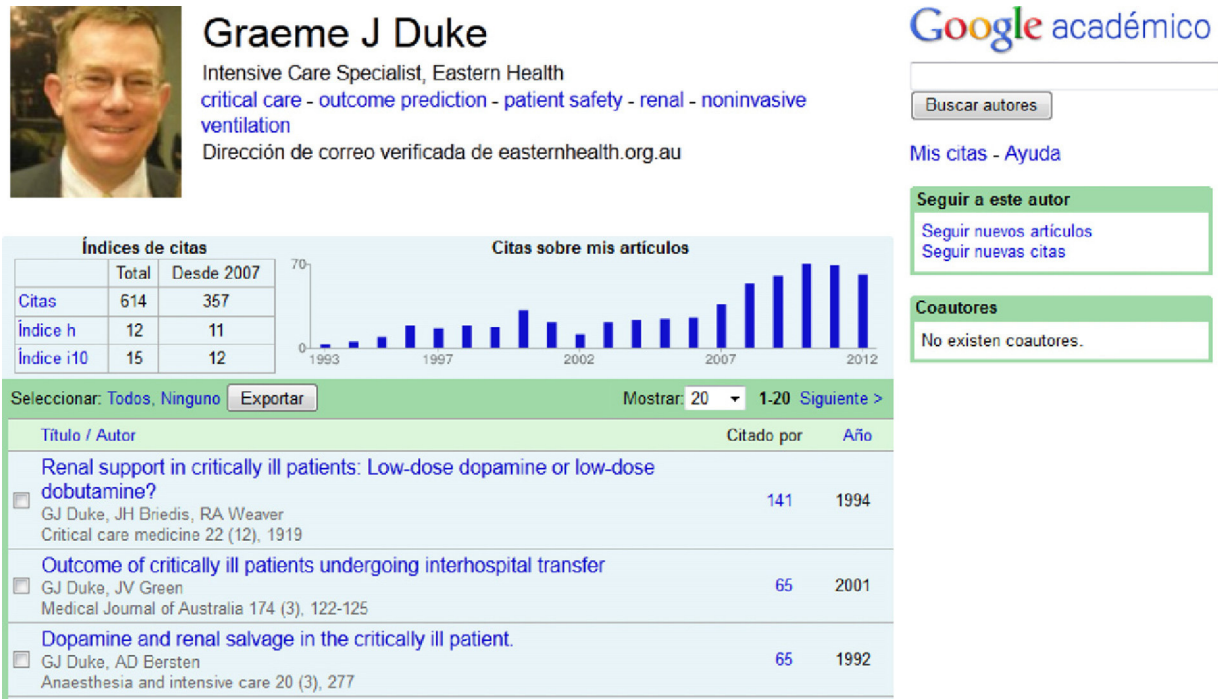 Graeme J Duke
Intensive Care Specialist, Eastern Health
critical care - outcome prediction - patient safety - renal - noninvasive
ventilation
Dirección de correo verificada de easternhealth.org.au
Google académico
Buscar autores
Mis citas - Ayuda
Seguir a este autor
Seguir nuevos artículos
Seguir nuevas citas
Coautores
No existen coautores.
Índices de citas
Total Desde 2007
Citas 614 357
Índice h 12 11
Índice i10 15 12
Citas sobre mis artículos
70
0
1993 1997 2002 2007 2012
Seleccionar: Todos, Ninguno Exportar Mostrar: 20 1-20 Siguiente >
Título / Autor Citado por Año
Renal support in critically ill patients: Low-dose dopamine or low-dose
dobutamine?
GJ Duke, JH Briedis, RA Weaver
Critical care medicine 22 (12), 1919
141 1994
Outcome of critically ill patients undergoing interhospital transfer
GJ Duke, JV Green
Medical Journal of Australia 174 (3), 122-125
65 2001
Dopamine and renal salvage in the critically ill patient.
GJ Duke, AD Bersten
Anaesthesia and intensive care 20 (3), 277
65 1992